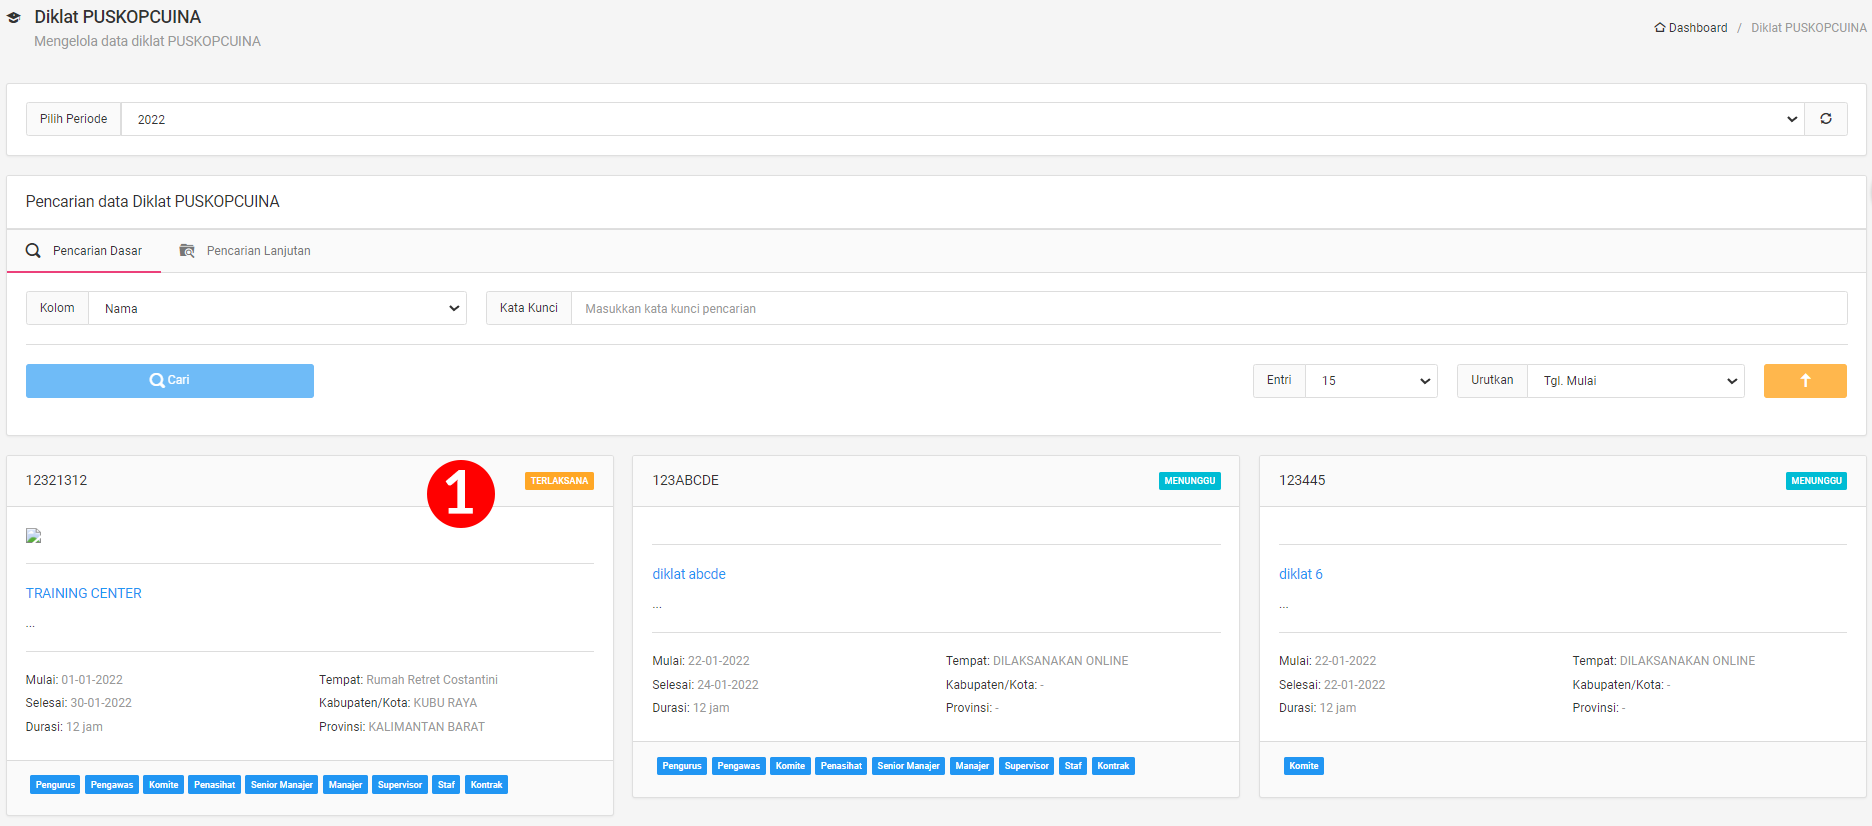 Diklat PUSKOPCUINA
Mengelola data diklat PUSKOPCUINA
Dashboard / Diklat PUSKOPCUINA
Pilih Periode 2022
Pencarian data Diklat PUSKOPCUINA
Pencarian Dasar Pencarian Lanjutan
Kolom Nama Kata Kunci Masukkan kata kunci pencarian
Cari Entri 15 Urutkan Tgl. Mulai
12321312 TERLAKSANA
1
TRAINING CENTER
...
Mulai: 01-01-2022 Tempat: Rumah Retret Costantini
Selesai: 30-01-2022 Kabupaten/Kota: KUBU RAYA
Durasi: 12 jam Provinsi: KALIMANTAN BARAT
Pengurus Pengawas Komite Penasihat Senior Manajer Manajer Supervisor Staf Kontrak
123ABCDE MENUNGGU
diklat abcde
...
Mulai: 22-01-2022 Tempat: DILAKSANAKAN ONLINE
Selesai: 24-01-2022 Kabupaten/Kota: -
Durasi: 12 jam Provinsi: -
Pengurus Pengawas Komite Penasihat Senior Manajer Manajer Supervisor Staf Kontrak
123445 MENUNGGU
diklat 6
...
Mulai: 22-01-2022 Tempat: DILAKSANAKAN ONLINE
Selesai: 22-01-2022 Kabupaten/Kota: -
Durasi: 12 jam Provinsi: -
Komite